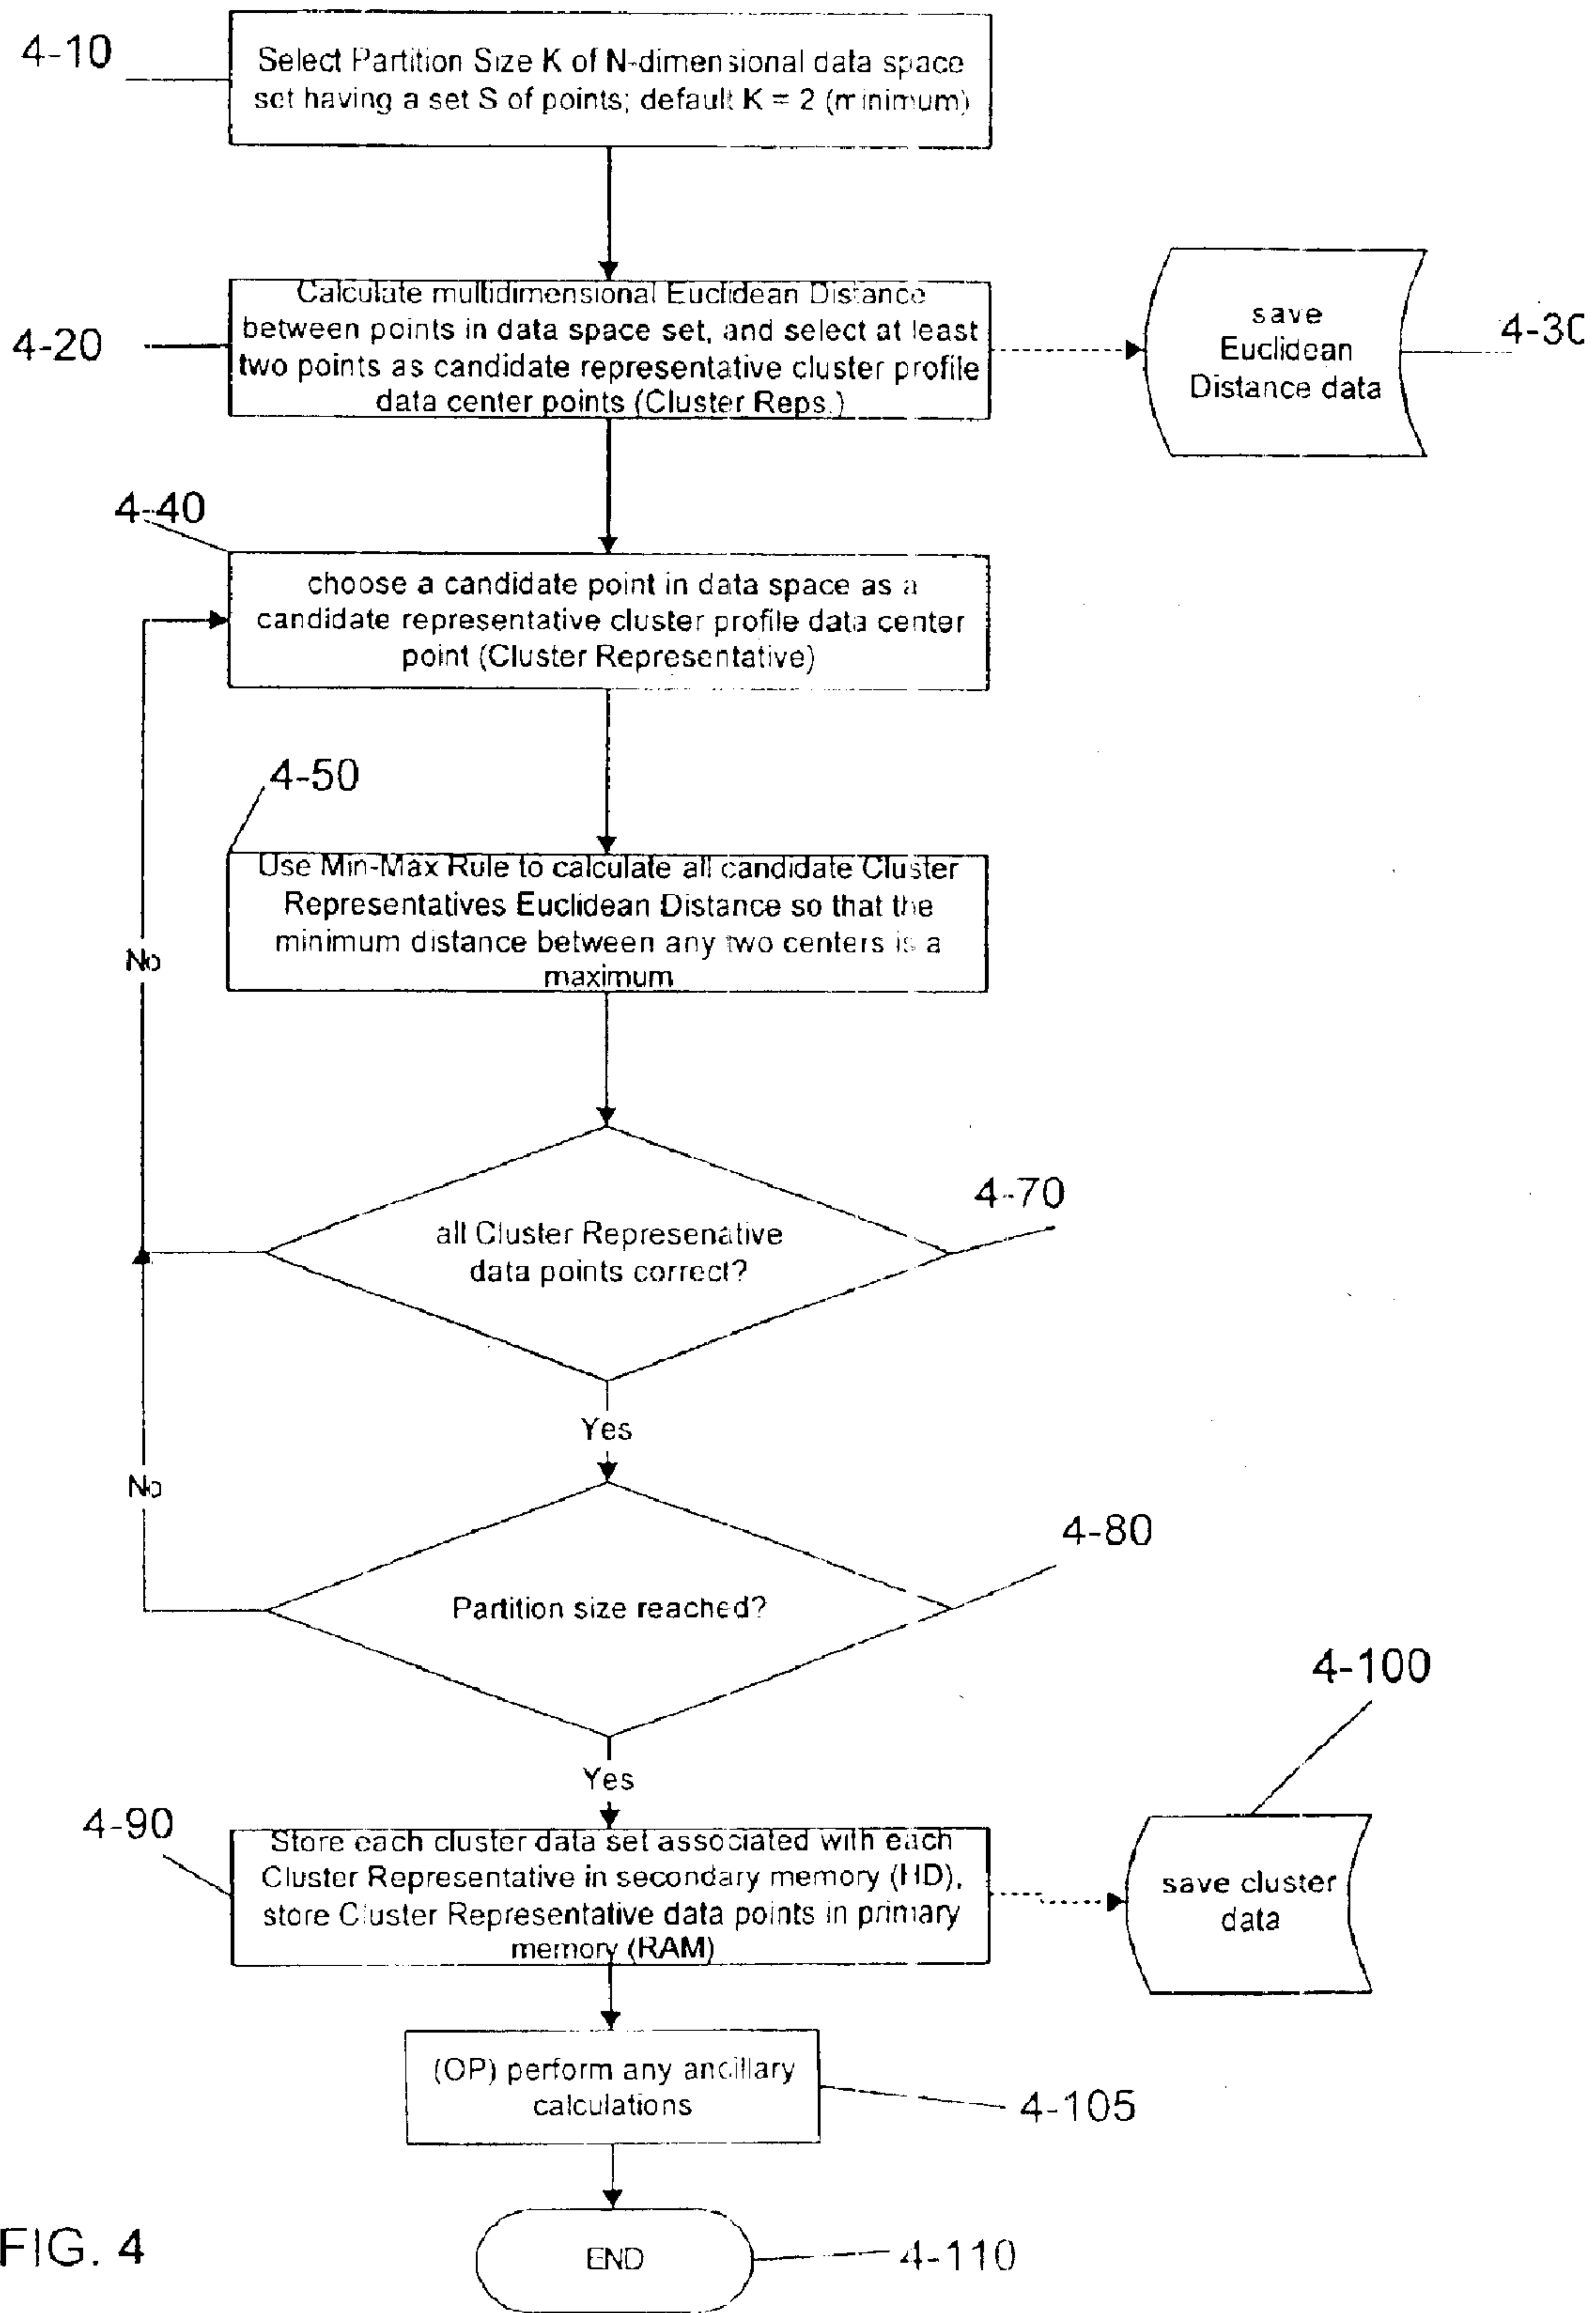 4-10
Select Partition Size K of N-dimensional data space
set having a set S of points; default K = 2 (minimum)
4-20
Calculate multidimensional Euclidean Distance
between points in data space set, and select at least
two points as candidate representative cluster profile
data center points (Cluster Reps.)
save
Euclidean
Distance data
4-30
4-40
choose a candidate point in data space as a
candidate representative cluster profile data center
point (Cluster Representative)
4-50
Use Min-Max Rule to calculate all candidate Cluster
Representatives Euclidean Distance so that the
minimum distance between any two centers is a
maximum
No
4-70
all Cluster Represenative
data points correct?
Yes
No
4-80
Partition size reached?
Yes
4-90
Store each cluster data set associated with each
Cluster Representative in secondary memory (HD),
store Cluster Representative data points in primary
memory (RAM)
4-100
save cluster
data
(OP) perform any ancillary
calculations
4-105
END
4-110
FIG. 4